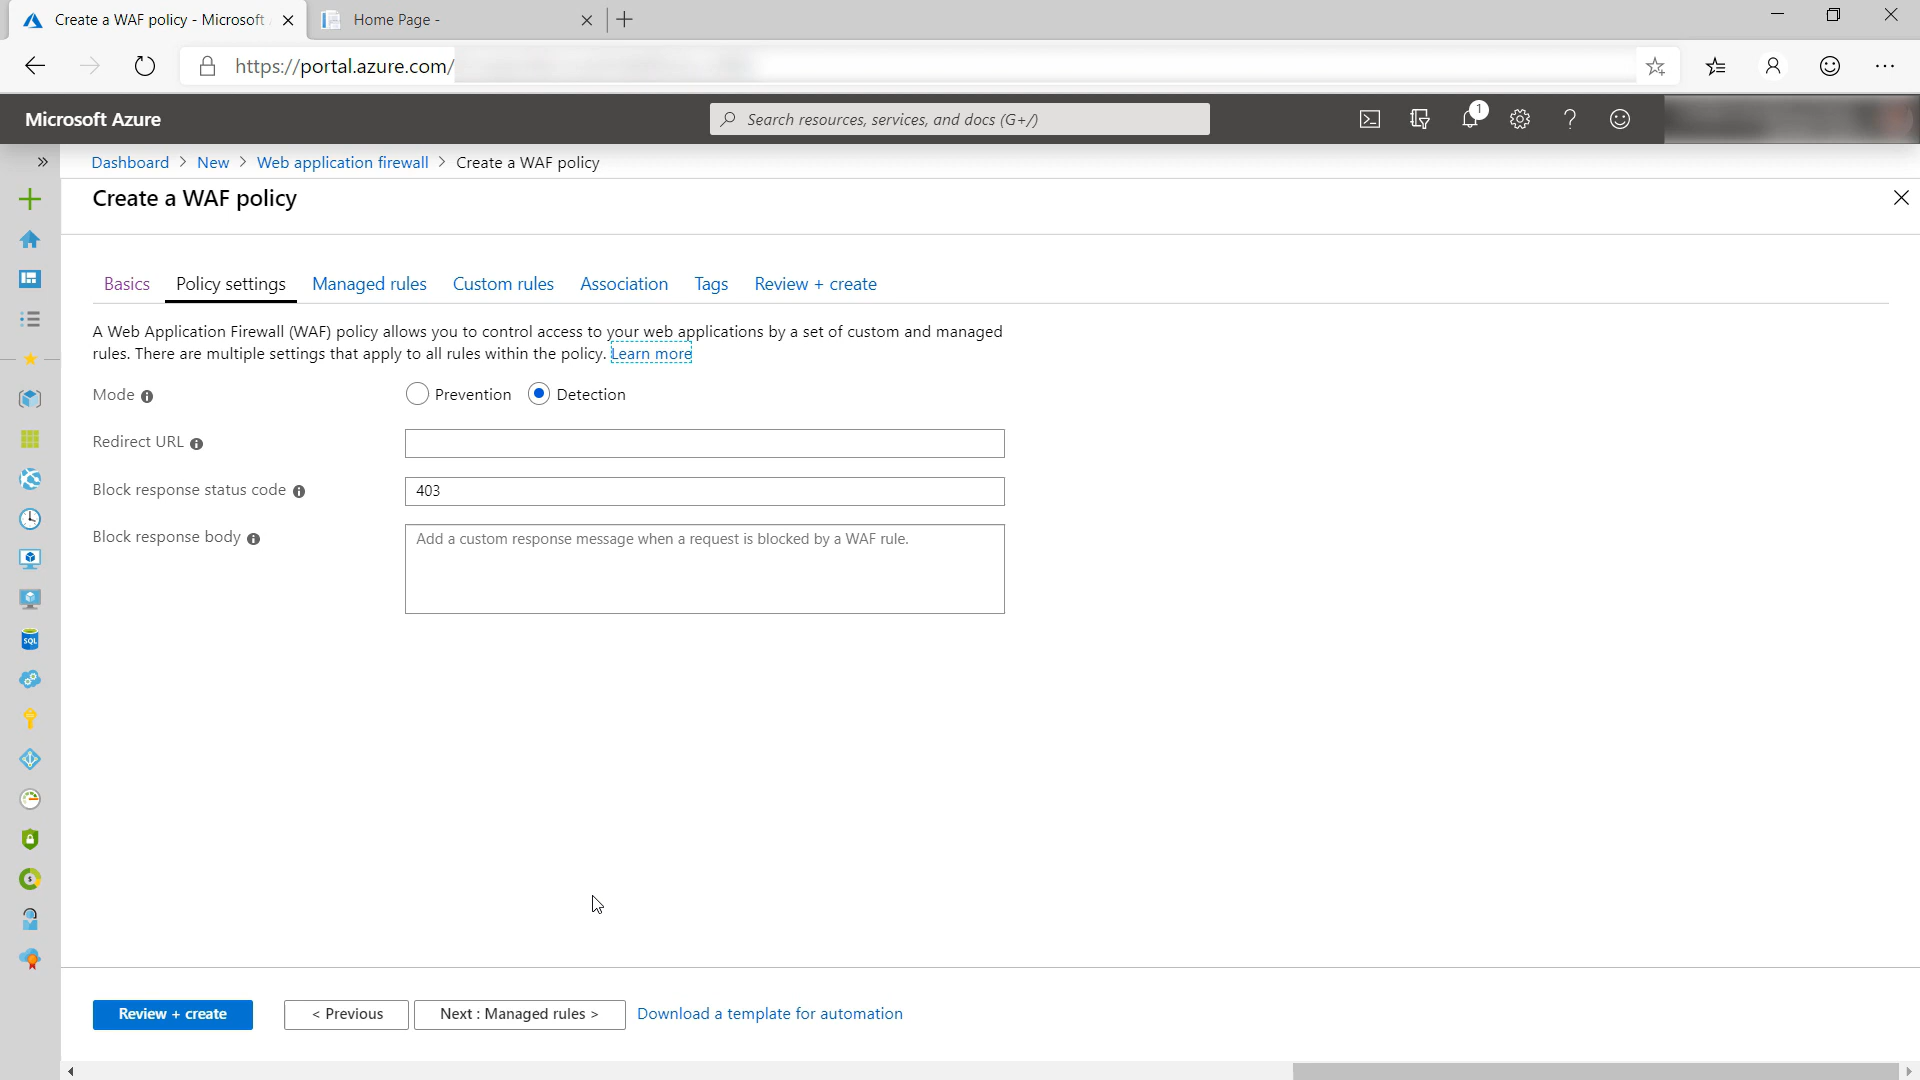 Create a WAF policy - Microsoft
Home Page -
https://portal.azure.com/
Microsoft Azure
Search resources, services, and docs (G+/)
1
Dashboard > New > Web application firewall > Create a WAF policy
Create a WAF policy
Basics Policy settings Managed rules Custom rules Association Tags Review + create
A Web Application Firewall (WAF) policy allows you to control access to your web applications by a set of custom and managed
rules. There are multiple settings that apply to all rules within the policy. Learn more
Mode Prevention Detection
Redirect URL
Block response status code 403
Block response body Add a custom response message when a request is blocked by a WAF rule.
SQL
Review + create < Previous Next : Managed rules > Download a template for automation